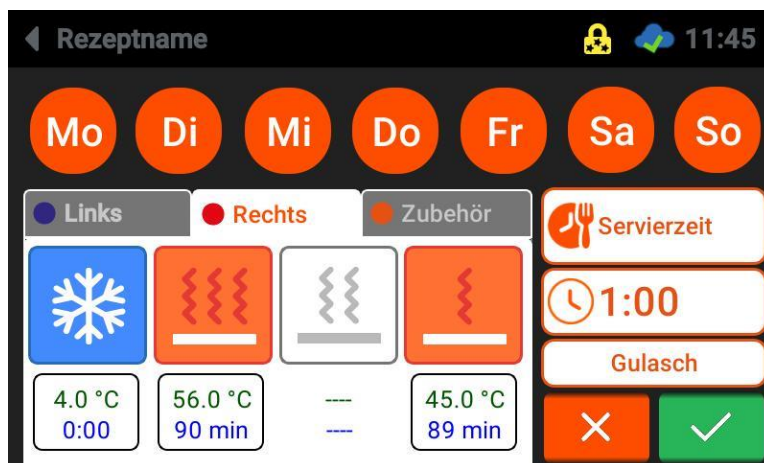 Rezeptname 11:45
Mo Di Mi Do Fr Sa So
Links Rechts Zubehör
Servierzeit
1:00
Gulasch
4.0 °C 56.0 °C ---- 45.0 °C
0:00 90 min ---- 89 min